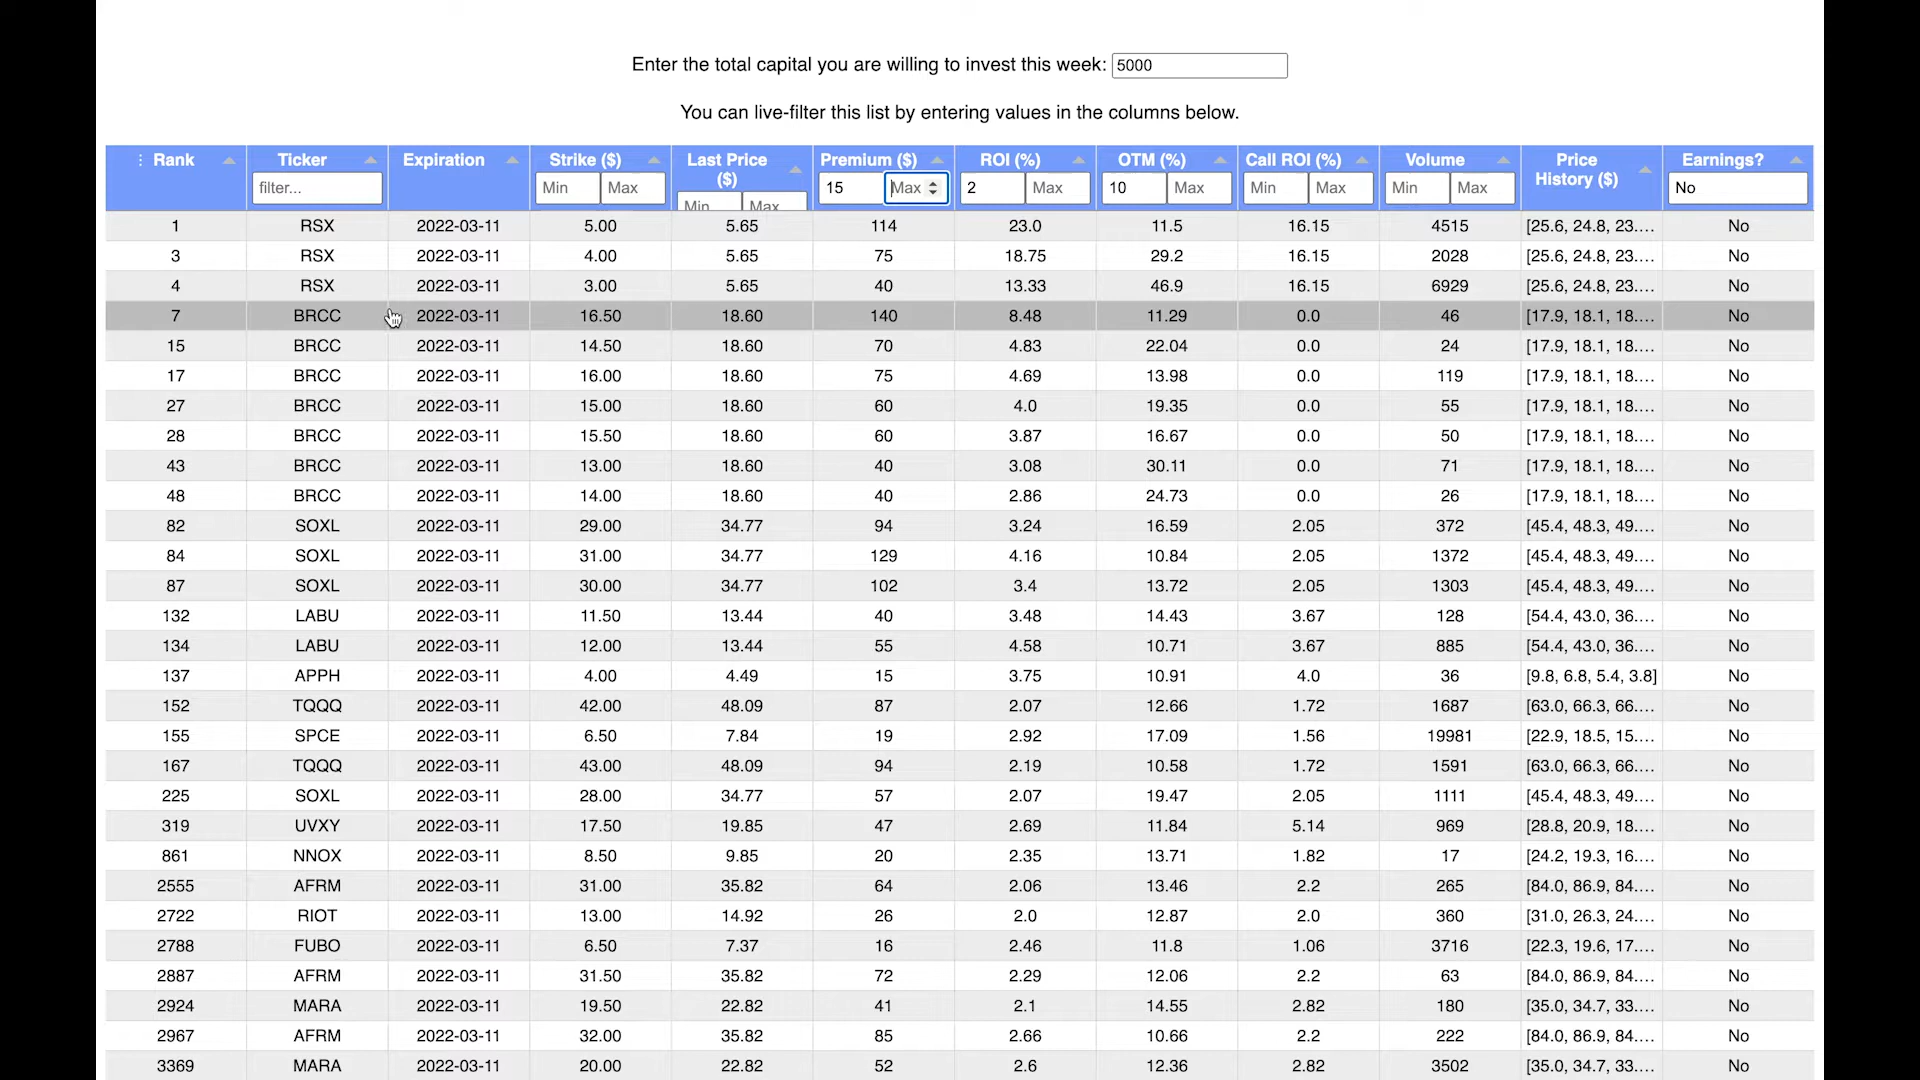 Enter the total capital you are willing to invest this week: 5000
You can live-filter this list by entering values in the columns below.
Rank Ticker Expiration Strike ($) Last Price ($) Premium ($) ROI (%) OTM (%) Call ROI (%) Volume Price History ($) Earnings?
filter... Min Max Min Max 15 Max 2 Max 10 Max Min Max Min Max No
1 RSX 2022-03-11 5.00 5.65 114 23.0 11.5 16.15 4515 [25.6, 24.8, 23.... No
3 RSX 2022-03-11 4.00 5.65 75 18.75 29.2 16.15 2028 [25.6, 24.8, 23.... No
4 RSX 2022-03-11 3.00 5.65 40 13.33 46.9 16.15 6929 [25.6, 24.8, 23.... No
7 BRCC 2022-03-11 16.50 18.60 140 8.48 11.29 0.0 46 [17.9, 18.1, 18.... No
15 BRCC 2022-03-11 14.50 18.60 70 4.83 22.04 0.0 24 [17.9, 18.1, 18.... No
17 BRCC 2022-03-11 16.00 18.60 75 4.69 13.98 0.0 119 [17.9, 18.1, 18.... No
27 BRCC 2022-03-11 15.00 18.60 60 4.0 19.35 0.0 55 [17.9, 18.1, 18.... No
28 BRCC 2022-03-11 15.50 18.60 60 3.87 16.67 0.0 50 [17.9, 18.1, 18.... No
43 BRCC 2022-03-11 13.00 18.60 40 3.08 30.11 0.0 71 [17.9, 18.1, 18.... No
48 BRCC 2022-03-11 14.00 18.60 40 2.86 24.73 0.0 26 [17.9, 18.1, 18.... No
82 SOXL 2022-03-11 29.00 34.77 94 3.24 16.59 2.05 372 [45.4, 48.3, 49.... No
84 SOXL 2022-03-11 31.00 34.77 129 4.16 10.84 2.05 1372 [45.4, 48.3, 49.... No
87 SOXL 2022-03-11 30.00 34.77 102 3.4 13.72 2.05 1303 [45.4, 48.3, 49.... No
132 LABU 2022-03-11 11.50 13.44 40 3.48 14.43 3.67 128 [54.4, 43.0, 36.... No
134 LABU 2022-03-11 12.00 13.44 55 4.58 10.71 3.67 885 [54.4, 43.0, 36.... No
137 APPH 2022-03-11 4.00 4.49 15 3.75 10.91 4.0 36 [9.8, 6.8, 5.4, 3.8] No
152 TQQQ 2022-03-11 42.00 48.09 87 2.07 12.66 1.72 1687 [63.0, 66.3, 66.... No
155 SPCE 2022-03-11 6.50 7.84 19 2.92 17.09 1.56 19981 [22.9, 18.5, 15.... No
167 TQQQ 2022-03-11 43.00 48.09 94 2.19 10.58 1.72 1591 [63.0, 66.3, 66.... No
225 SOXL 2022-03-11 28.00 34.77 57 2.07 19.47 2.05 1111 [45.4, 48.3, 49.... No
319 UVXY 2022-03-11 17.50 19.85 47 2.69 11.84 5.14 969 [28.8, 20.9, 18.... No
861 NNOX 2022-03-11 8.50 9.85 20 2.35 13.71 1.82 17 [24.2, 19.3, 16.... No
2555 AFRM 2022-03-11 31.00 35.82 64 2.06 13.46 2.2 265 [84.0, 86.9, 84.... No
2722 RIOT 2022-03-11 13.00 14.92 26 2.0 12.87 2.0 360 [31.0, 26.3, 24.... No
2788 FUBO 2022-03-11 6.50 7.37 16 2.46 11.8 1.06 3716 [22.3, 19.6, 17.... No
2887 AFRM 2022-03-11 31.50 35.82 72 2.29 12.06 2.2 63 [84.0, 86.9, 84.... No
2924 MARA 2022-03-11 19.50 22.82 41 2.1 14.55 2.82 180 [35.0, 34.7, 33.... No
2967 AFRM 2022-03-11 32.00 35.82 85 2.66 10.66 2.2 222 [84.0, 86.9, 84.... No
3369 MARA 2022-03-11 20.00 22.82 52 2.6 12.36 2.82 3502 [35.0, 34.7, 33.... No